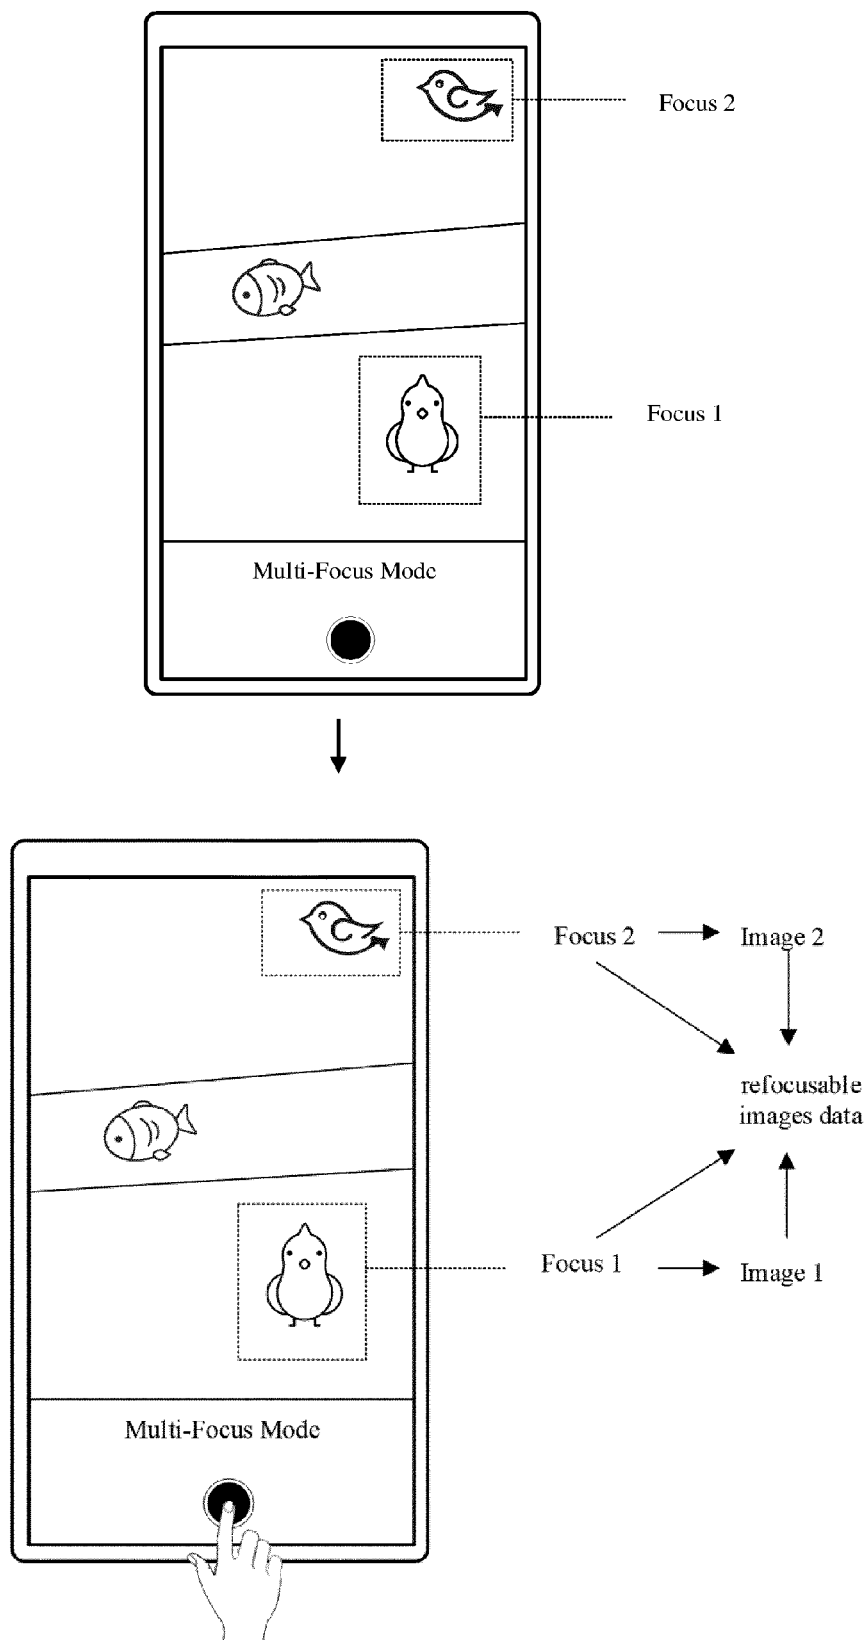 Focus 2
Focus 1
Multi-Focus Mode
Focus 2
Image 2
refocusable
images data
Focus 1
Image 1
Multi-Focus Mode